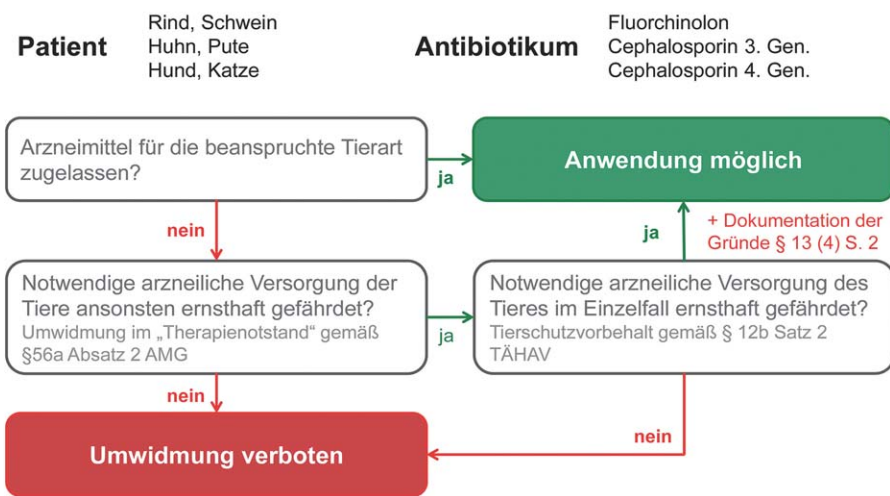 Patient
Rind, Schwein
Huhn, Pute
Hund, Katze
Antibiotikum
Fluorchinolon
Cephalosporin 3. Gen.
Cephalosporin 4. Gen.
Arzneimittel für die beanspruchte Tierart
zugelassen?
ja
Anwendung möglich
nein
ja
+ Dokumentation der
Gründe § 13 (4) S. 2
Notwendige arzneiliche Versorgung der
Tiere ansonsten ernsthaft gefährdet?
Umwidmung im „Therapienotstand“ gemäß
§56a Absatz 2 AMG
ja
Notwendige arzneiliche Versorgung des
Tieres im Einzelfall ernsthaft gefährdet?
Tierschutzvorbehalt gemäß § 12b Satz 2
TÄHAV
nein
nein
Umwidmung verboten